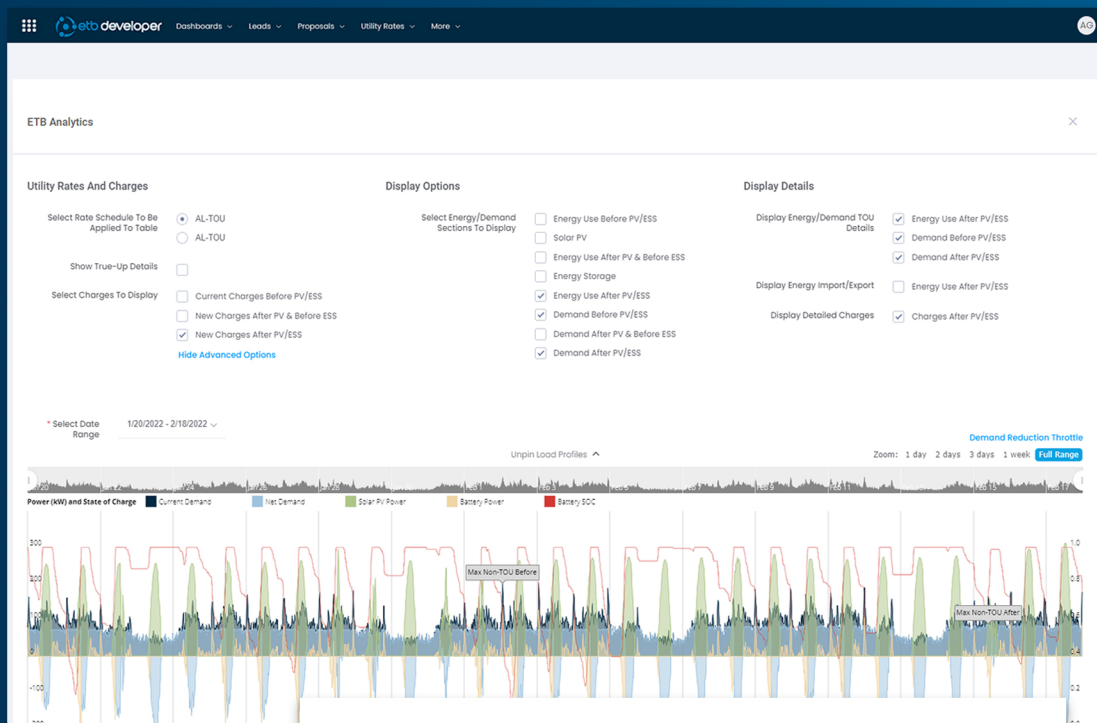 etb developer Dashboards Leads Proposals Utility Rates More AG
ETB Analytics
Utility Rates And Charges
Select Rate Schedule To Be
Applied To Table
AL-TOU
AL-TOU
Show True-Up Details
Select Charges To Display
Current Charges Before PV/ESS
New Charges After PV & Before ESS
New Charges After PV/ESS
Hide Advanced Options
Display Options
Select Energy/Demand
Sections To Display
Energy Use Before PV/ESS
Solar PV
Energy Use After PV & Before ESS
Energy Storage
Energy Use After PV/ESS
Demand Before PV/ESS
Demand After PV & Before ESS
Demand After PV/ESS
Display Details
Display Energy/Demand TOU
Details
Energy Use After PV/ESS
Demand Before PV/ESS
Demand After PV/ESS
Display Energy Import/Export
Energy Use After PV/ESS
Display Detailed Charges
Charges After PV/ESS
* Select Date
Range
1/20/2022 - 2/18/2022
Demand Reduction Throttle
Unpin Load Profiles
Zoom: 1 day 2 days 3 days 1 week Full Range
Power (kW) and State of Charge Current Demand Net Demand Solar PV Power Battery Power Battery SOC
300 1.0
Max Non-TOU Before
200 0.8
Max Non-TOU After
100
0 0.4
-100 0.2